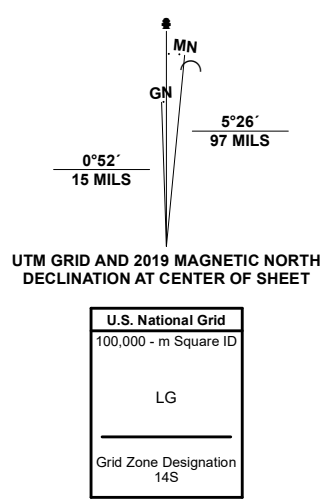 MN
GN
5°26´
97 MILS
0°52´
15 MILS
UTM GRID AND 2019 MAGNETIC NORTH
DECLINATION AT CENTER OF SHEET
U.S. National Grid
100,000 - m Square ID
LG
Grid Zone Designation
14S